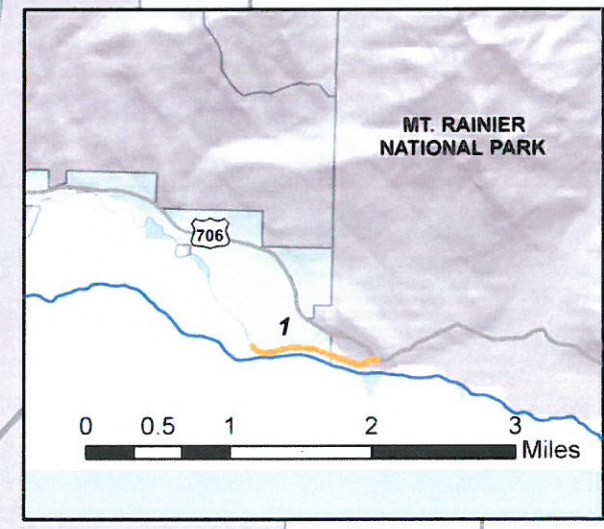 MT. RAINIER
NATIONAL PARK
706
1
0 0.5 1 2 3
Miles